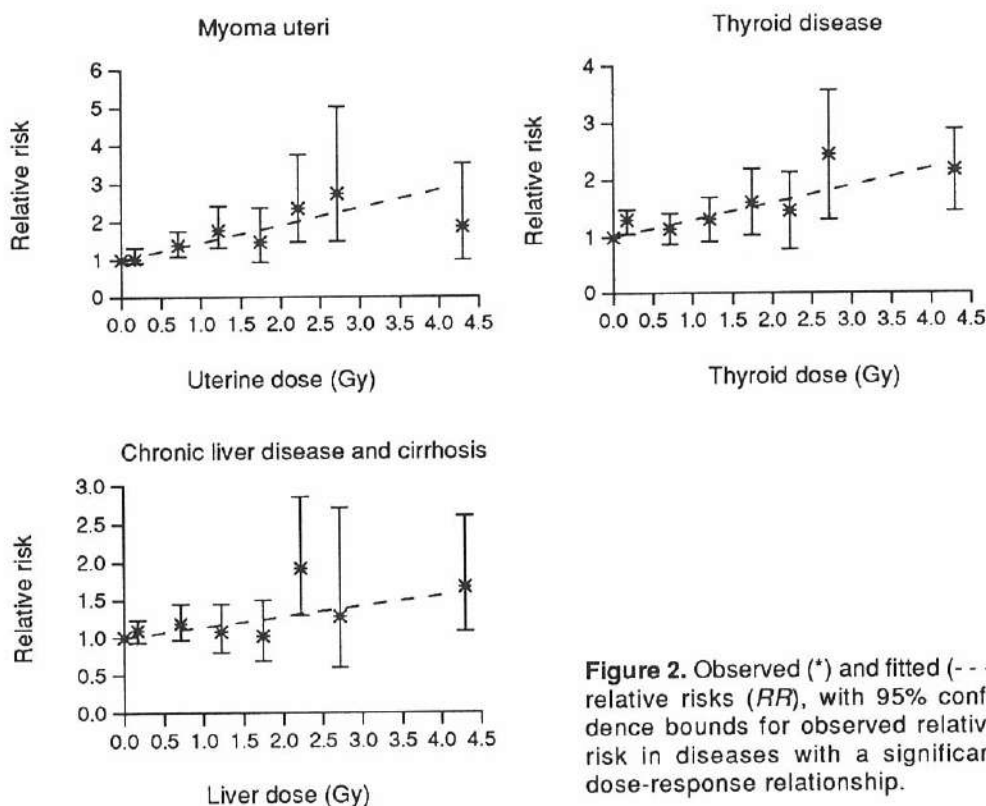 Myoma uteri
6
5
4
3
2
1
0
Relative risk
0.0 0.5 1.0 1.5 2.0 2.5 3.0 3.5 4.0 4.5
Uterine dose (Gy)
Thyroid disease
4
3
2
1
0
Relative risk
0.0 0.5 1.0 1.5 2.0 2.5 3.0 3.5 4.0 4.5
Thyroid dose (Gy)
Chronic liver disease and cirrhosis
3.0
2.5
2.0
1.5
1.0
0.5
0.0
Relative risk
0.0 0.5 1.0 1.5 2.0 2.5 3.0 3.5 4.0 4.5
Liver dose (Gy)
Figure 2. Observed (*) and fitted (- - -
relative risks (RR), with 95% conf
dence bounds for observed relativ
risk in diseases with a significan
dose-response relationship.